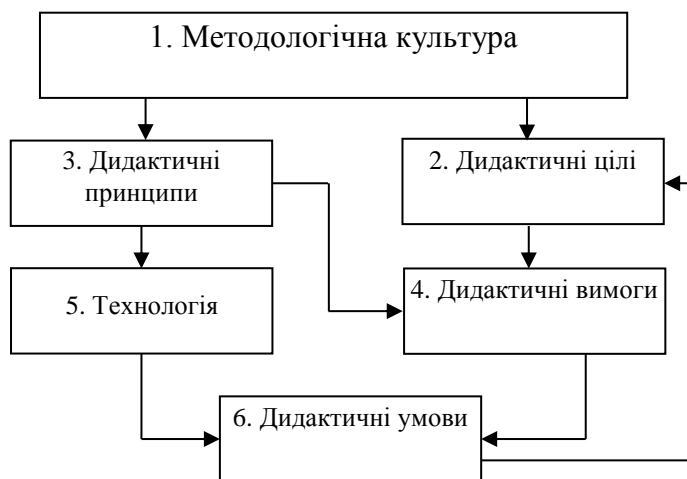 1. Методологічна культура
3. Дидактичні
принципи
2. Дидактичні цілі
5. Технологія
4. Дидактичні вимоги
6. Дидактичні умови